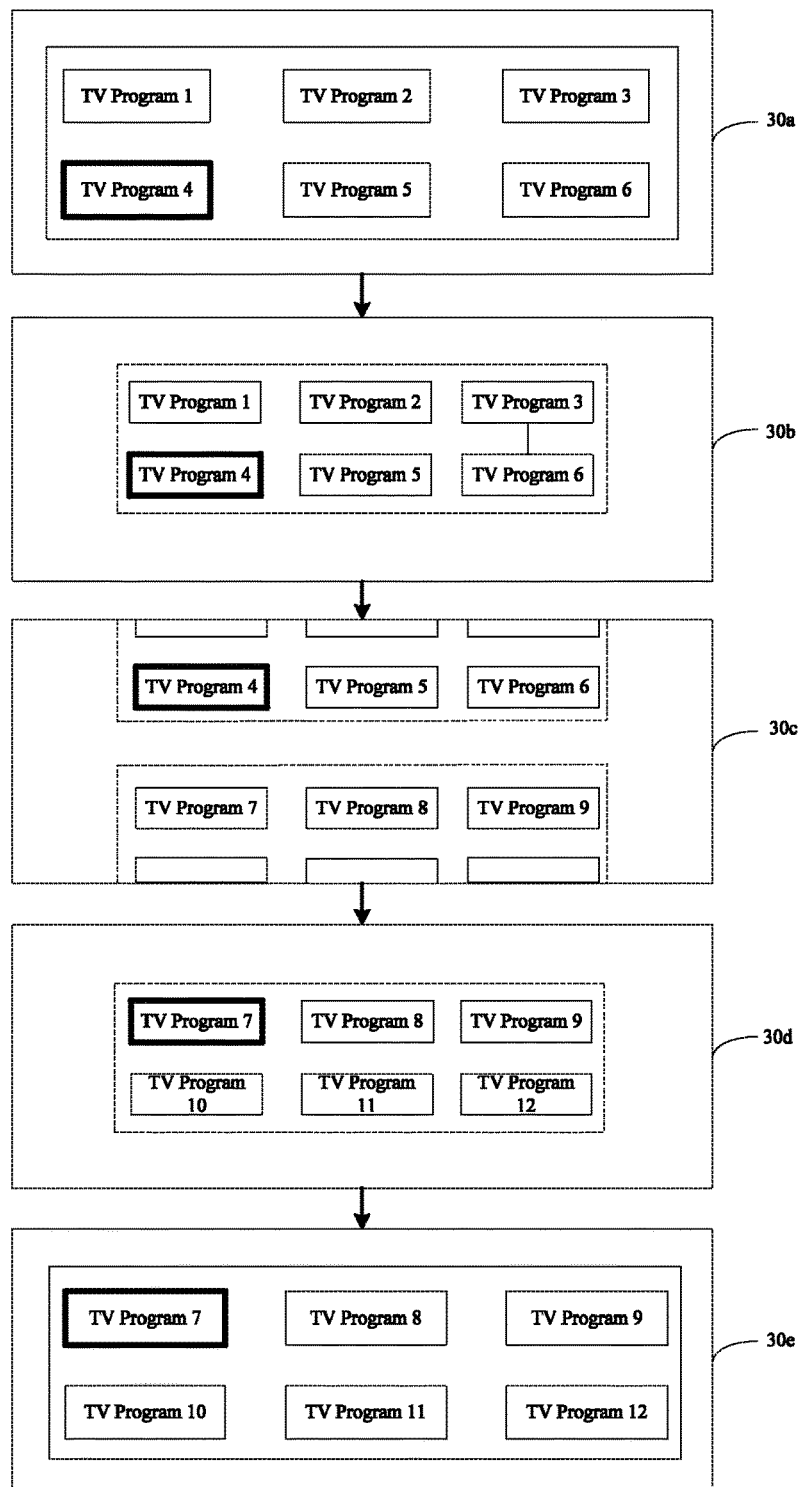 TV Program 1 TV Program 2 TV Program 3
30a
TV Program 4 TV Program 5 TV Program 6
TV Program 1 TV Program 2 TV Program 3
30b
TV Program 4 TV Program 5 TV Program 6
TV Program 4 TV Program 5 TV Program 6
30c
TV Program 7 TV Program 8 TV Program 9
TV Program 7 TV Program 8 TV Program 9
30d
TV Program TV Program TV Program
10 11 12
TV Program 7 TV Program 8 TV Program 9
30e
TV Program 10 TV Program 11 TV Program 12